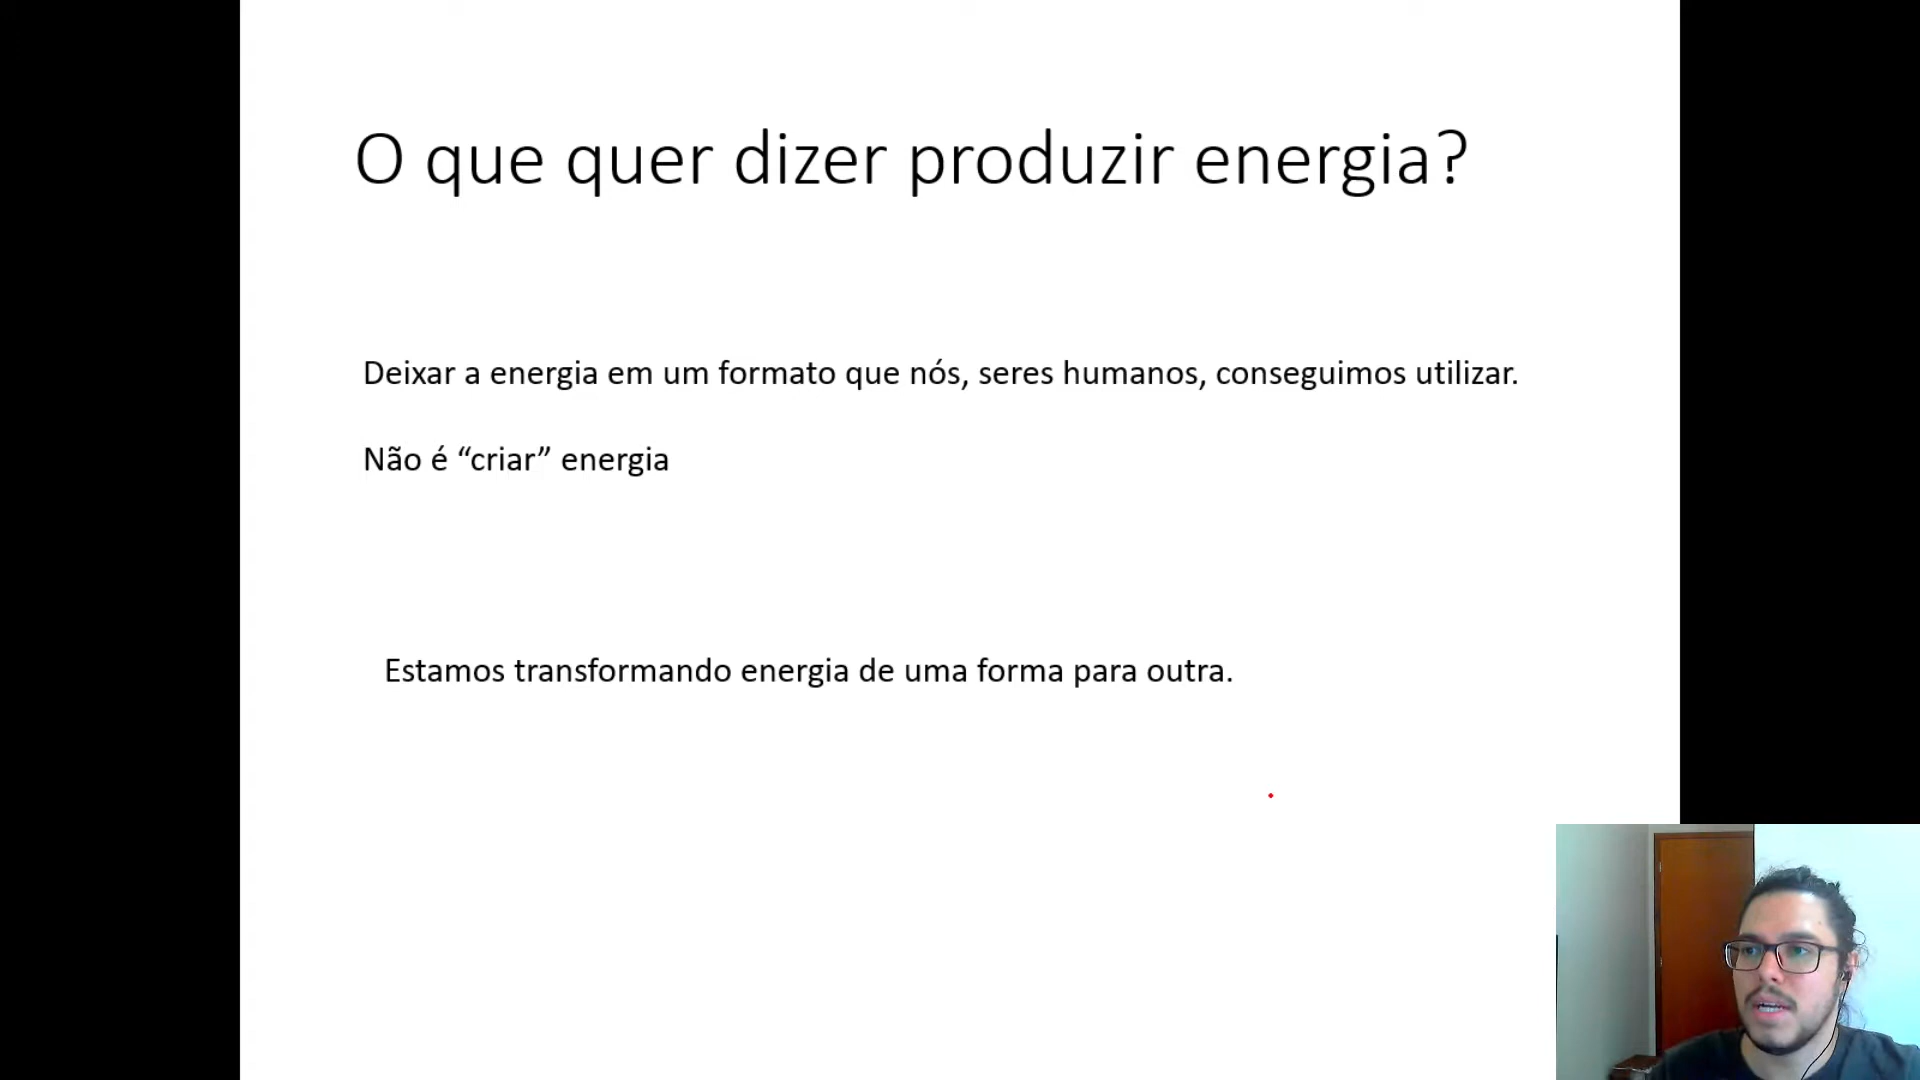 O que quer dizer produzir energia?
Deixar a energia em um formato que nós, seres humanos, conseguimos utilizar.
Não é “criar” energia
Estamos transformando energia de uma forma para outra.